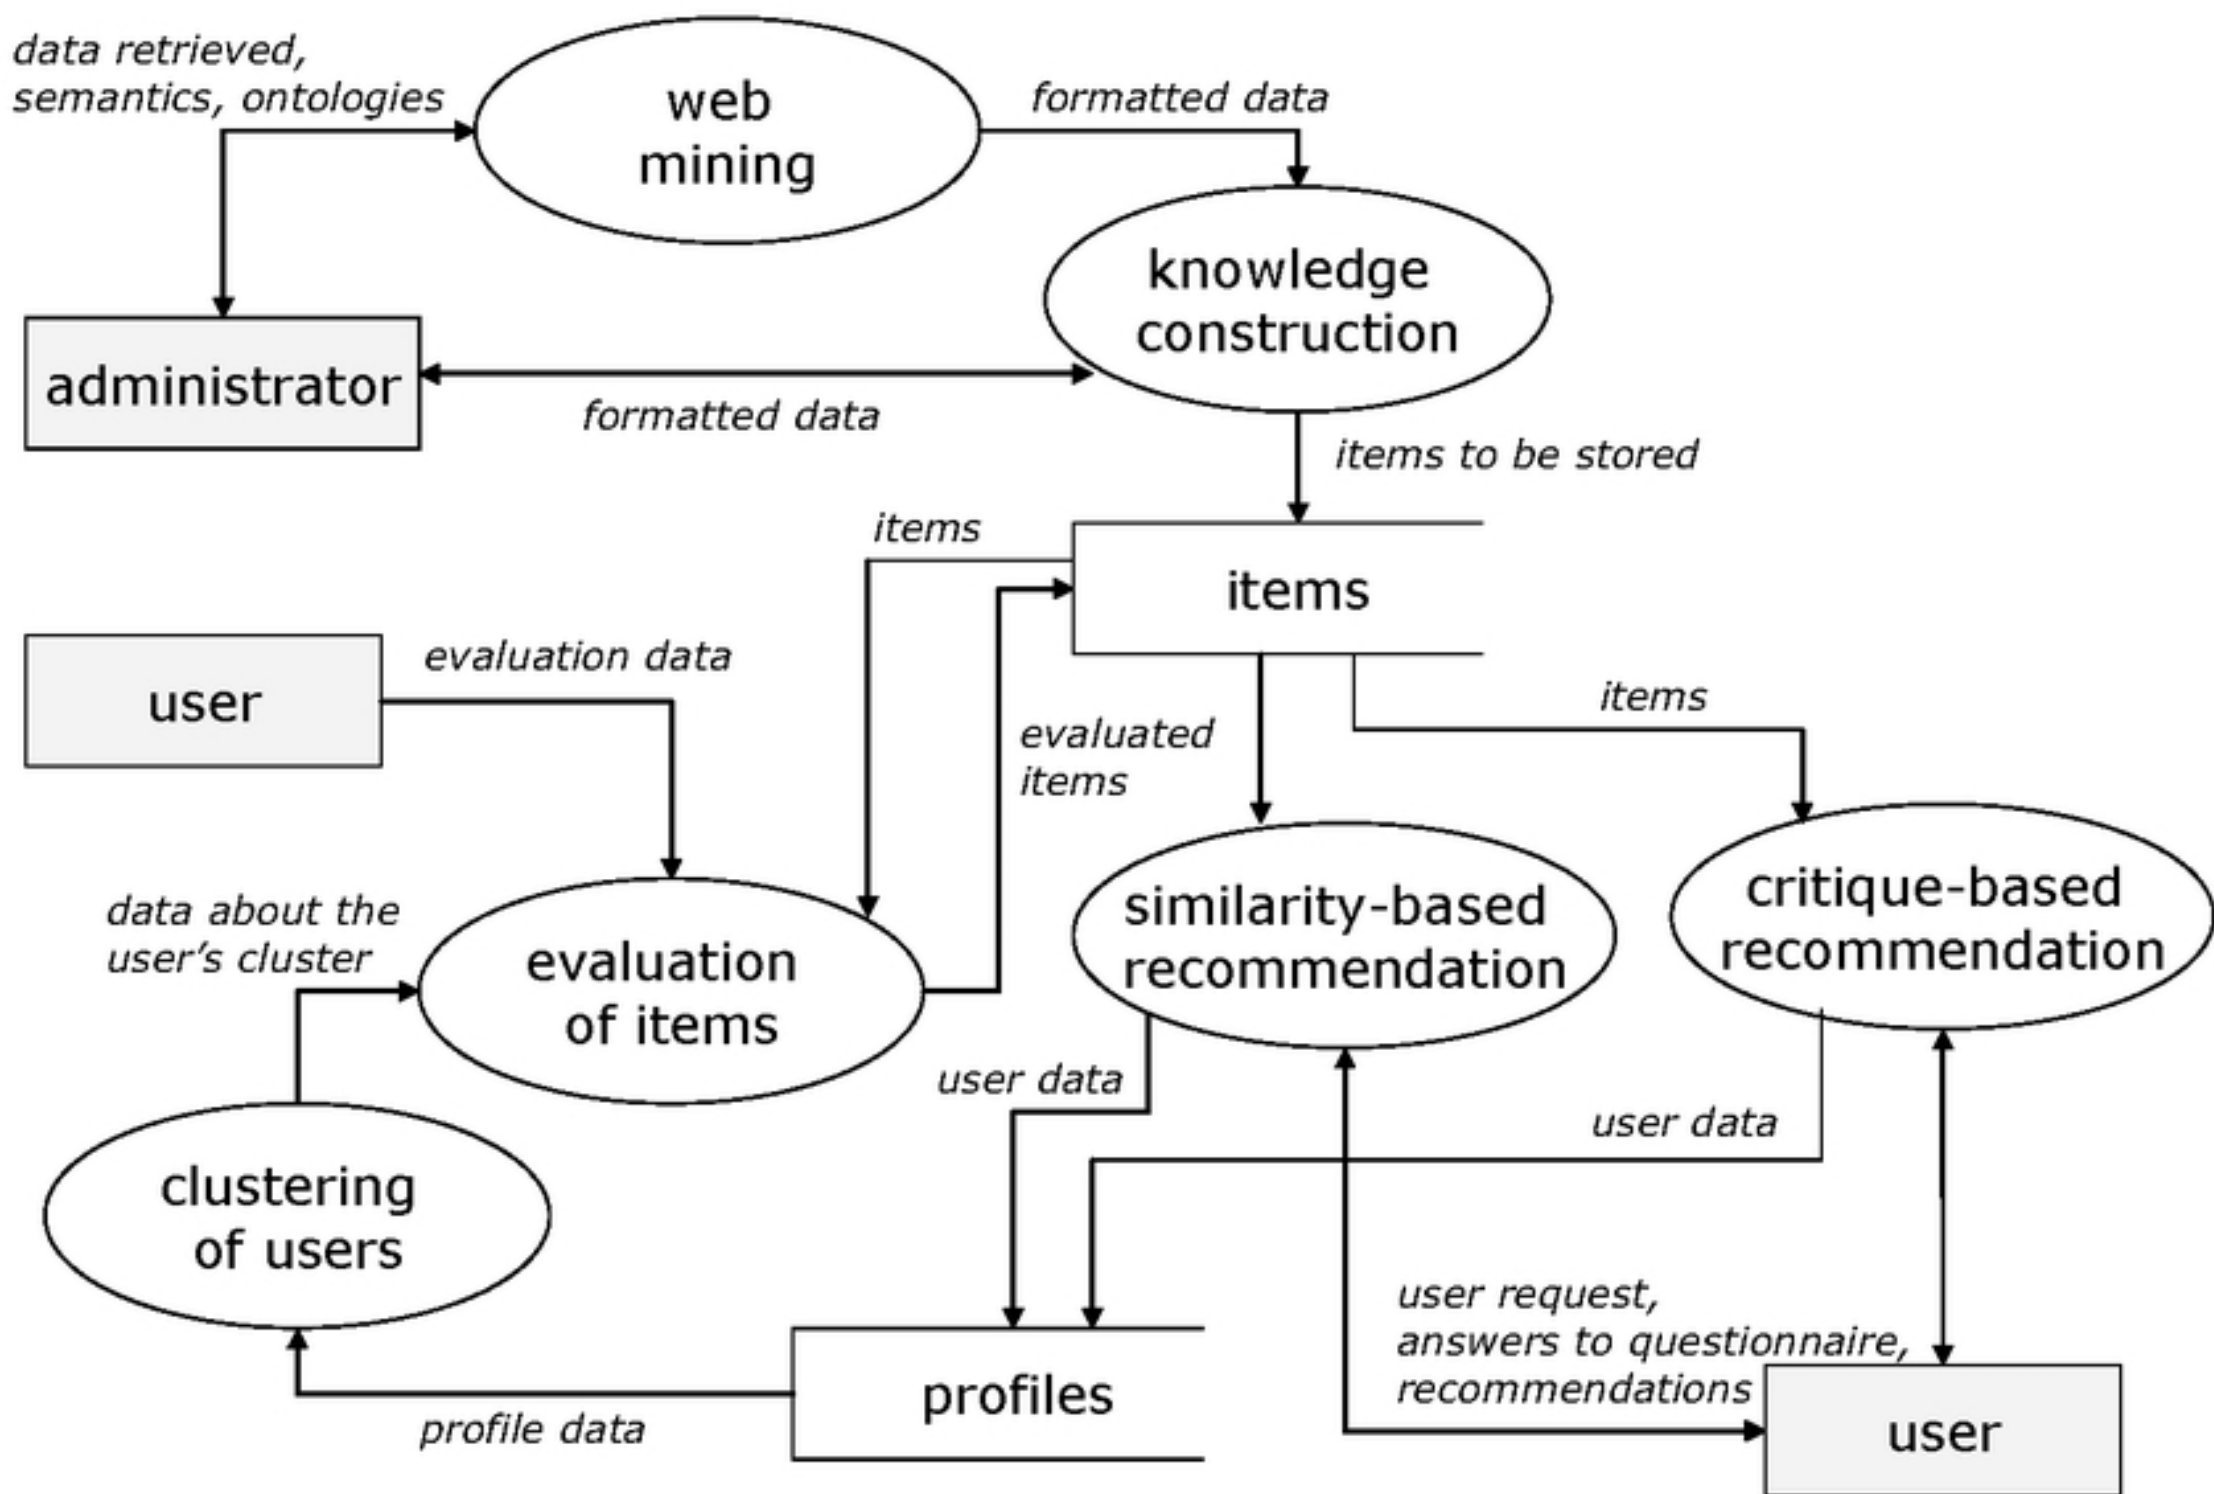 data retrieved,
semantics, ontologies
web
mining
formatted data
knowledge
construction
administrator
formatted data
items to be stored
items
items
user
evaluation data
evaluated
items
items
data about the
user's cluster
evaluation
of items
similarity-based
recommendation
critique-based
recommendation
user data
user data
clustering
of users
user request,
answers to questionnaire,
recommendations
profiles
profile data
user